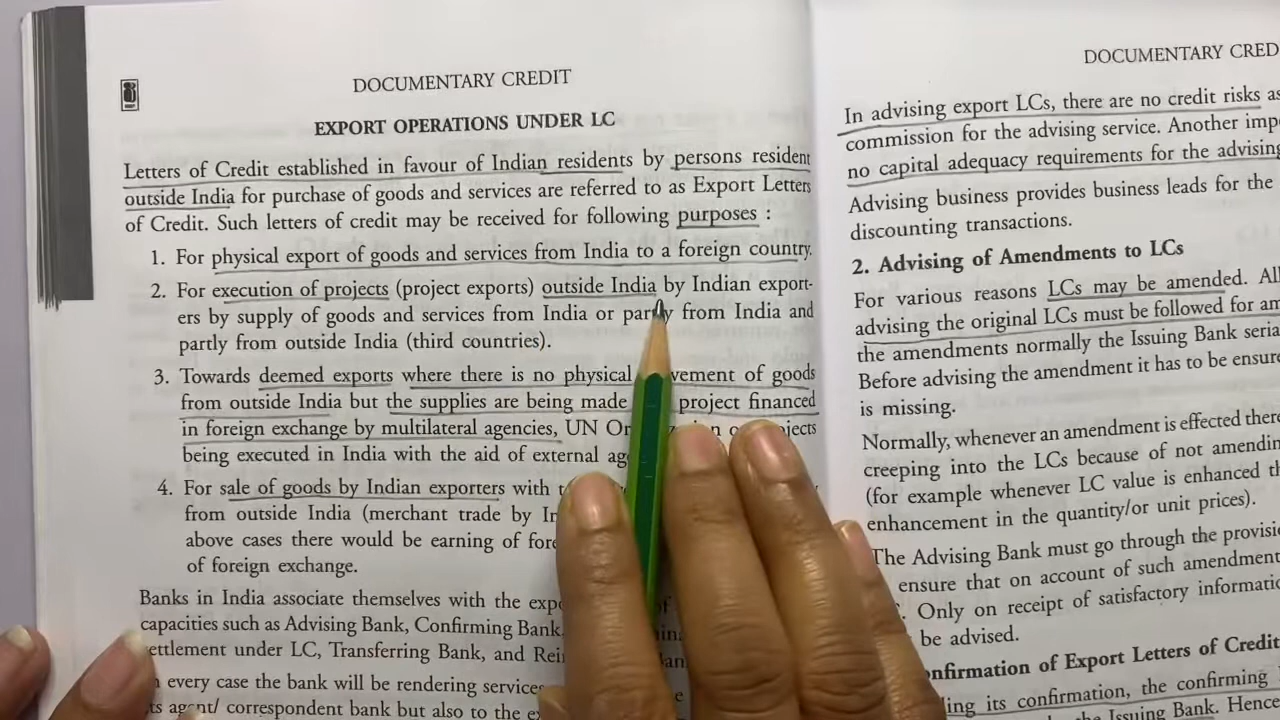 DOCUMENTARY CREDIT
EXPORT OPERATIONS UNDER LC
Letters of Credit established in favour of Indian residents by persons resident
outside India for purchase of goods and services are referred to as Export Letters
of Credit. Such letters of credit may be received for following purposes :
1. For physical export of goods and services from India to a foreign country.
2. For execution of projects (project exports) outside India by Indian export-
ers by supply of goods and services from India or partly from India and
partly from outside India (third countries).
3. Towards deemed exports where there is no physical movement of goods
from outside India but the supplies are being made project financed
in foreign exchange by multilateral agencies, UN
being executed in India with the aid of external
4. For sale of goods by Indian exporters with
from outside India (merchant trade by
above cases there would be earning of
of foreign exchange.
Banks in India associate themselves with the
capacities such as Advising Bank, Confirming Bank,
settlement under LC, Transferring Bank, and
every case the bank will be rendering services
its agent/ correspondent bank but also to the
DOCUMENTARY
In advising export LCs, there are no credit risks as
commission for the advising service. Another
no capital adequacy requirements for the advising
Advising business provides business leads for the
discounting transactions.
2. Advising of Amendments to LCs
For various reasons LCs may be amended. All
advising the original LCs must be followed for
the amendments normally the Issuing Bank
Before advising the amendment it has to be
is missing.
Normally, whenever an amendment is effected
creeping into the LCs because of not
(for example whenever LC value is enhanced
enhancement in the quantity/or unit prices).
The Advising Bank must go through the
ensure that on account of such
Only on receipt of satisfactory
be advised.
Confirmation of Export Letters of Credit
its confirmation, the confirming
the Issuing Bank. Hence